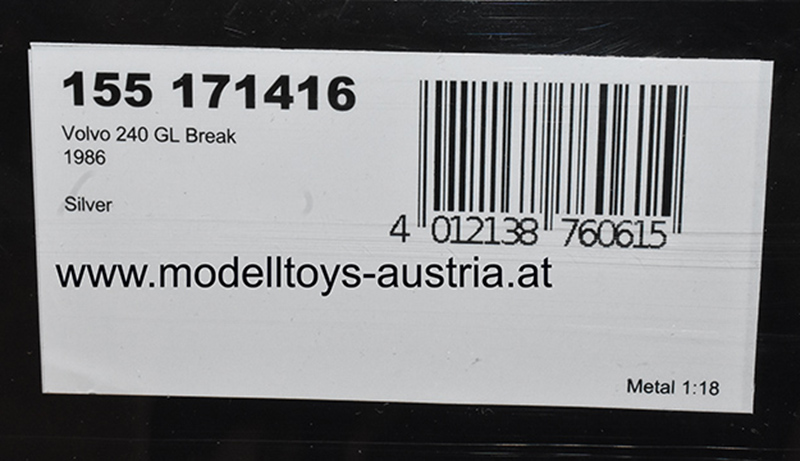 155 171416
Volvo 240 GL Break
1986
Silver
4 012138 760615
www.modelltoys-austria.at
Metal 1:18